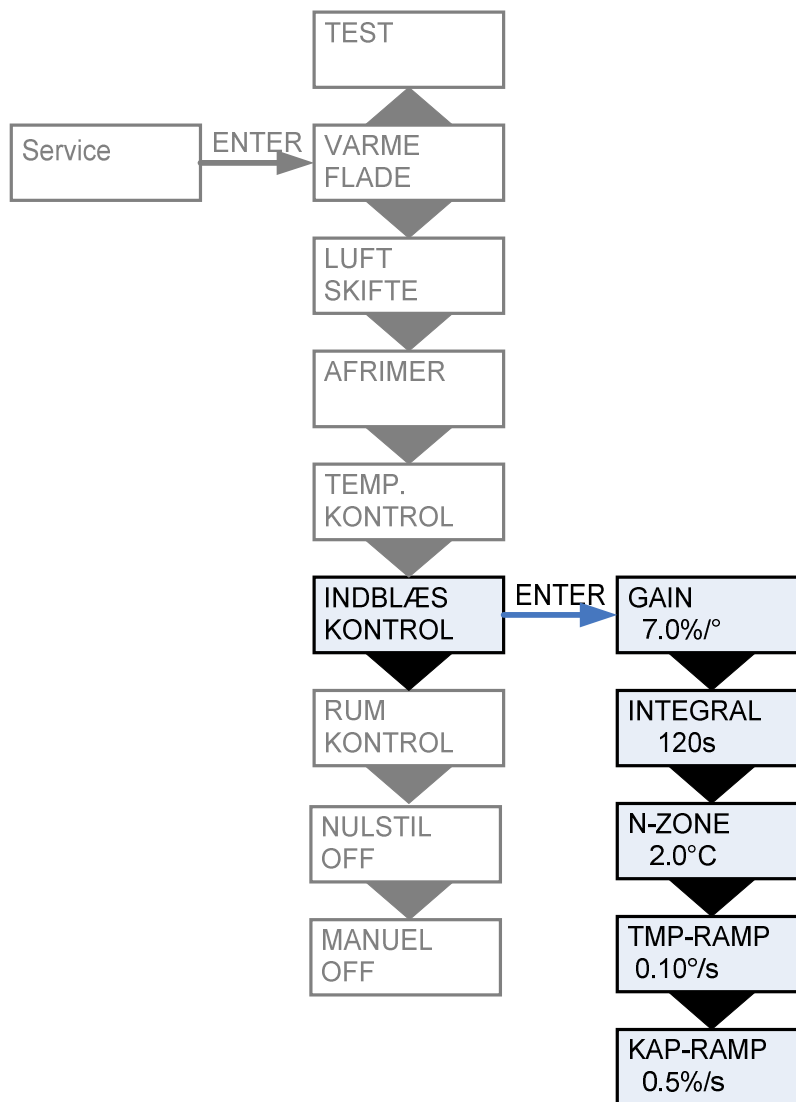 TEST
Service
ENTER
VARME
FLADE
LUFT
SKIFTE
AFRIMER
TEMP.
KONTROL
INDBLÆS
KONTROL
ENTER
GAIN
7.0%/°
INTEGRAL
120s
N-ZONE
2.0°C
TMP-RAMP
0.10°/s
KAP-RAMP
0.5%/s
RUM
KONTROL
NULSTIL
OFF
MANUEL
OFF